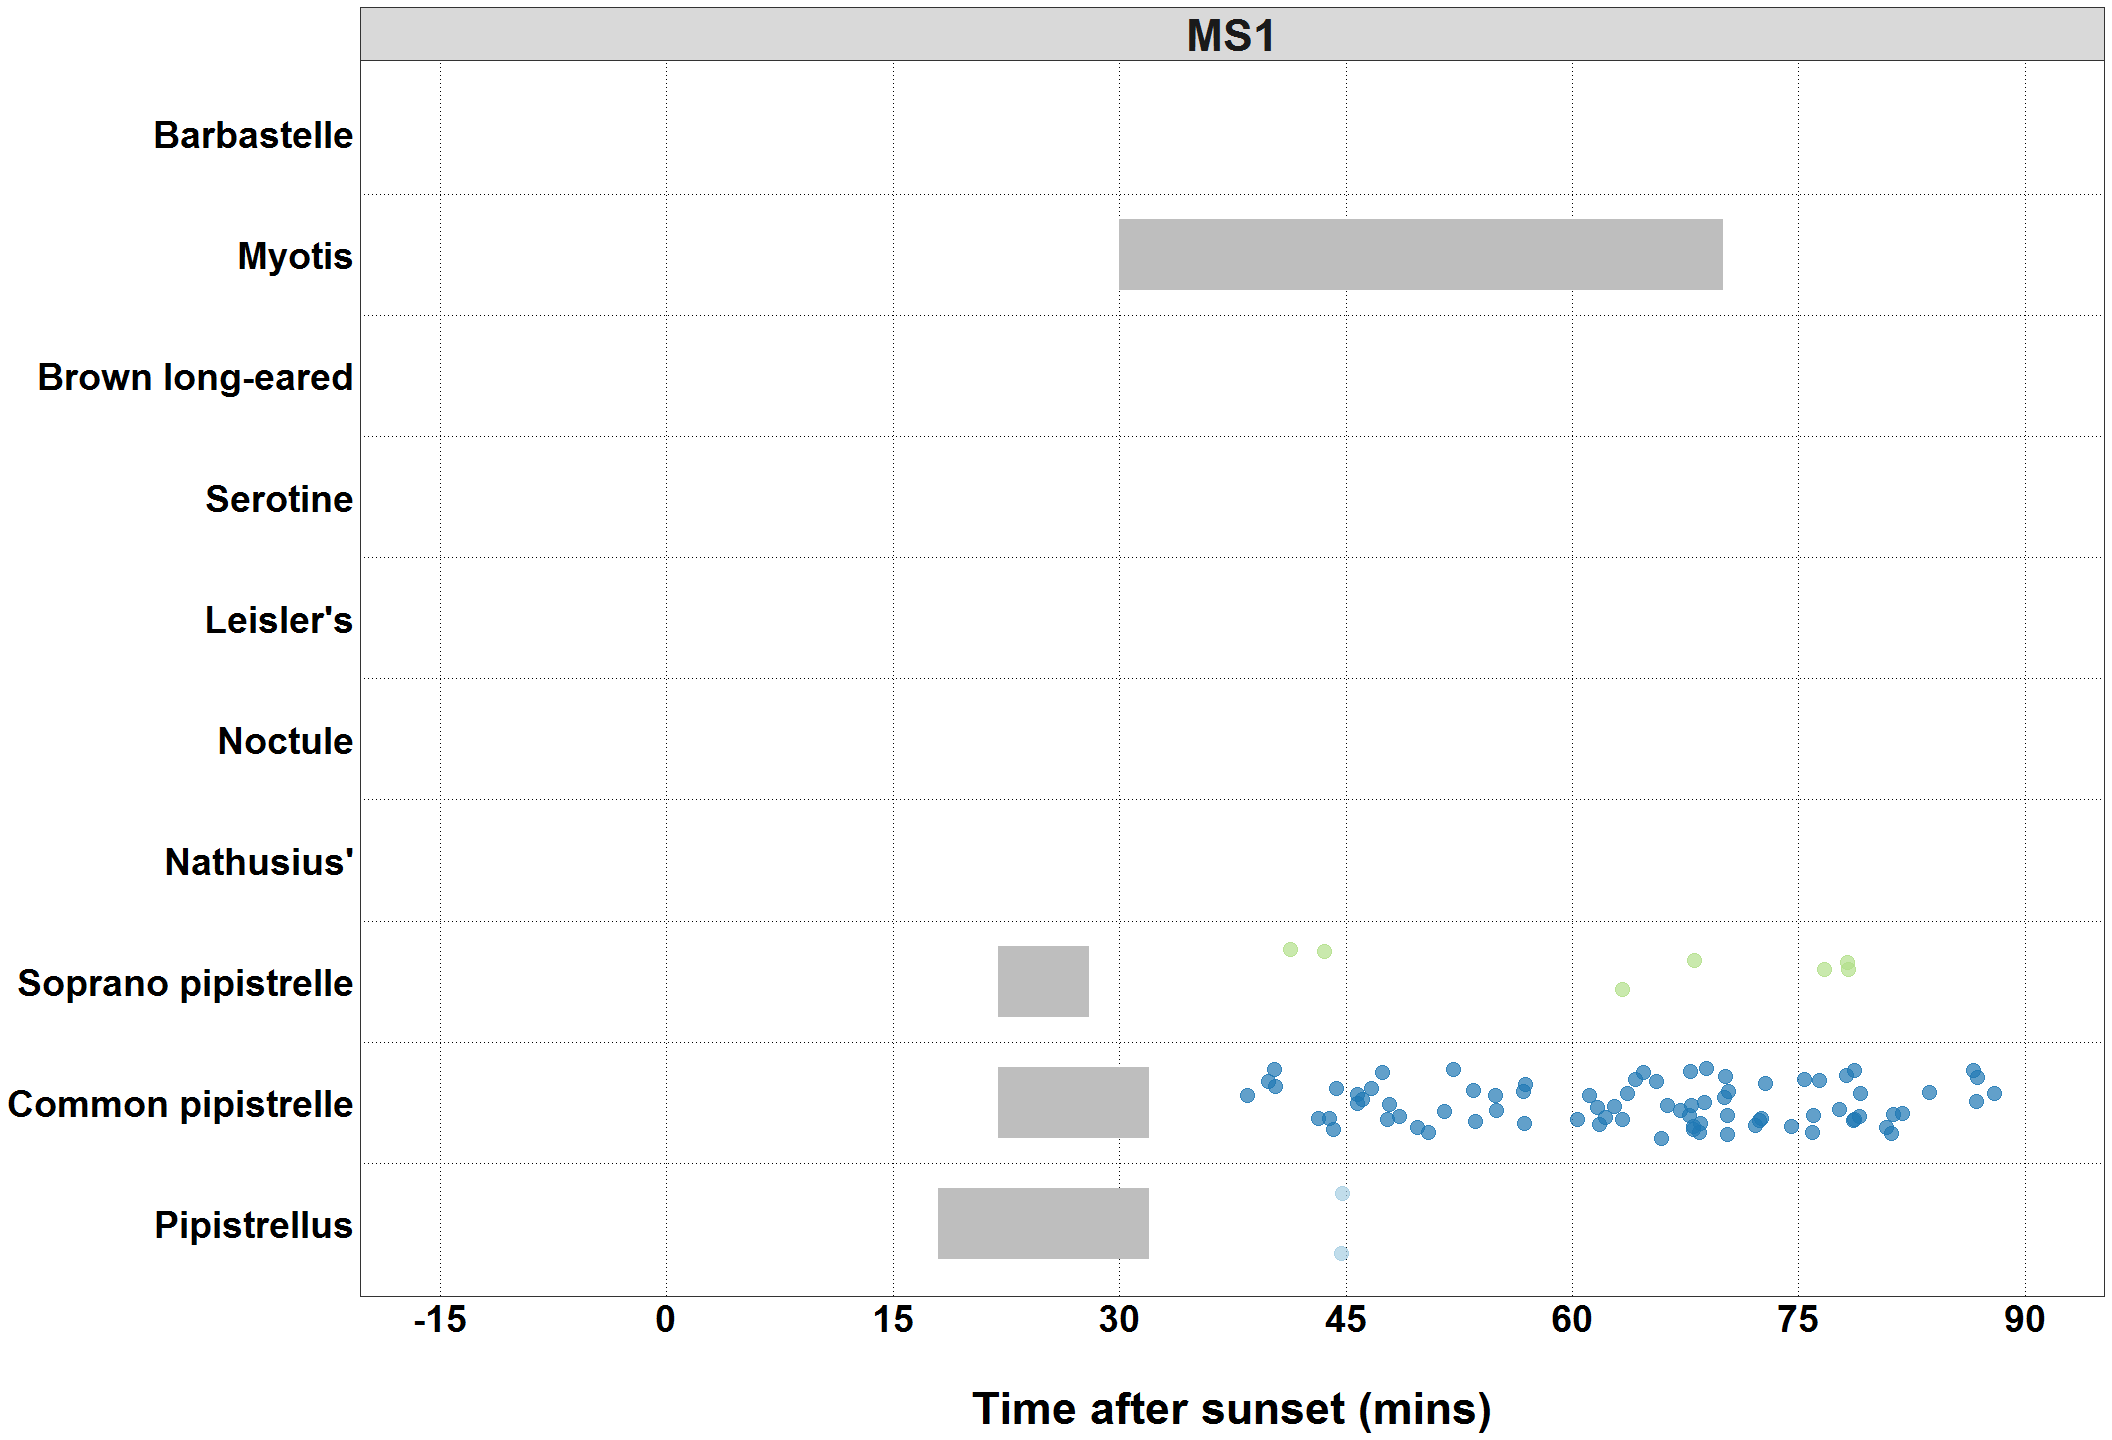 MS1
Barbastelle
Myotis
Brown long-eared
Serotine
Leisler's
Noctule
Nathusius'
Soprano pipistrelle
Common pipistrelle
Pipistrellus
-15 0 15 30 45 60 75 90
Time after sunset (mins)